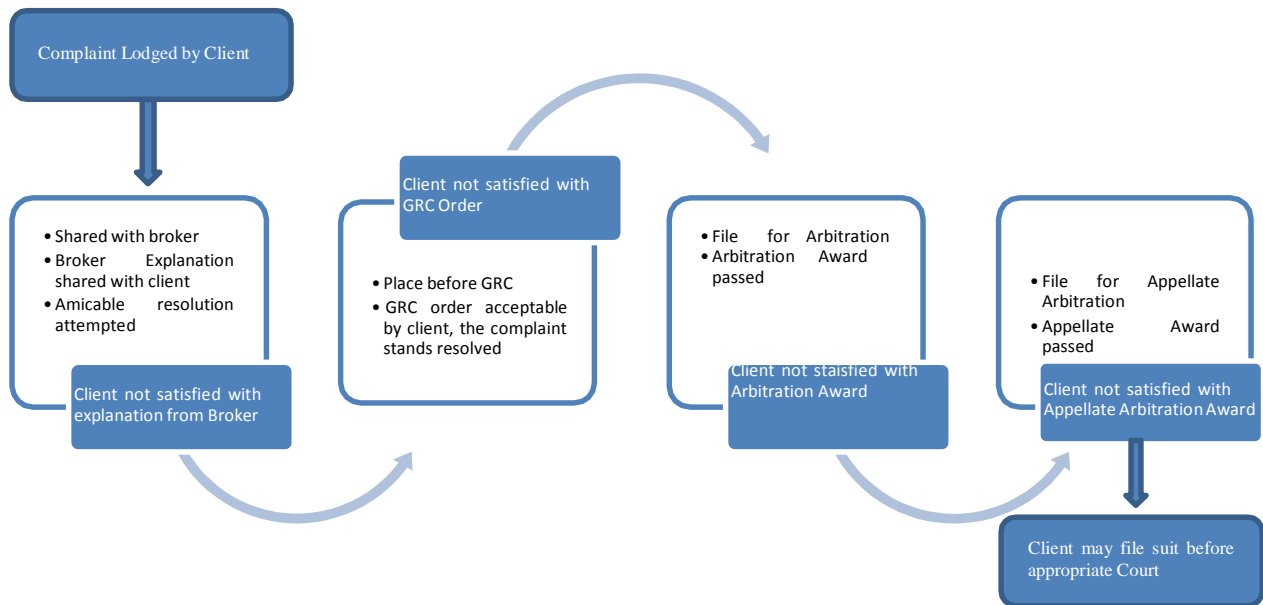 Complaint Lodged by Client
• Shared with broker
• Broker Explanation
shared with client
• Amicable resolution
attempted
Client not satisfied with
explanation from Broker
Client not satisfied with
GRC Order
• Place before GRC
• GRC order acceptable
by client, the complaint
stands resolved
• File for Arbitration
• Arbitration Award
passed
Client not staisfied with
Arbitration Award
• File for Appellate
Arbitration
• Appellate Award
passed
Client not satisfied with
Appellate Arbitration Award
Client may file suit before
appropriate Court